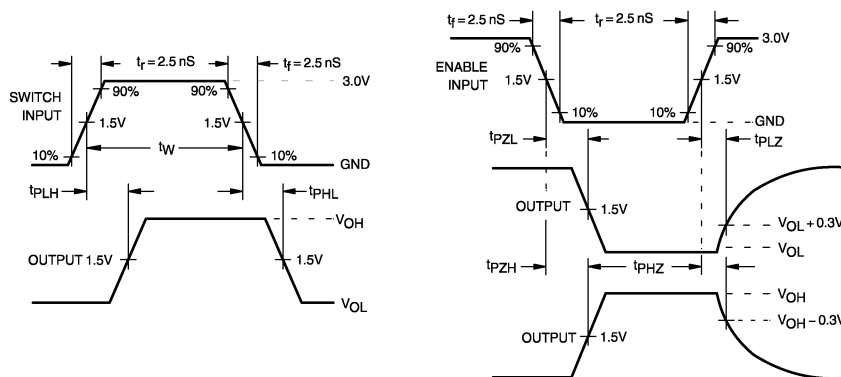 tr = 2.5 nS
tf = 2.5 nS
3.0V
SWITCH
INPUT
90%
90%
1.5V
1.5V
10%
tW
10%
GND
tPLH
tPHL
VOH
OUTPUT
1.5V
1.5V
VOL
tf = 2.5 nS
tr = 2.5 nS
90%
90%
3.0V
ENABLE
INPUT
1.5V
1.5V
10%
10%
GND
tPZL
tPLZ
OUTPUT
1.5V
VOL + 0.3V
VOL
tPZH
tPHZ
VOH
VOH – 0.3V
OUTPUT
1.5V